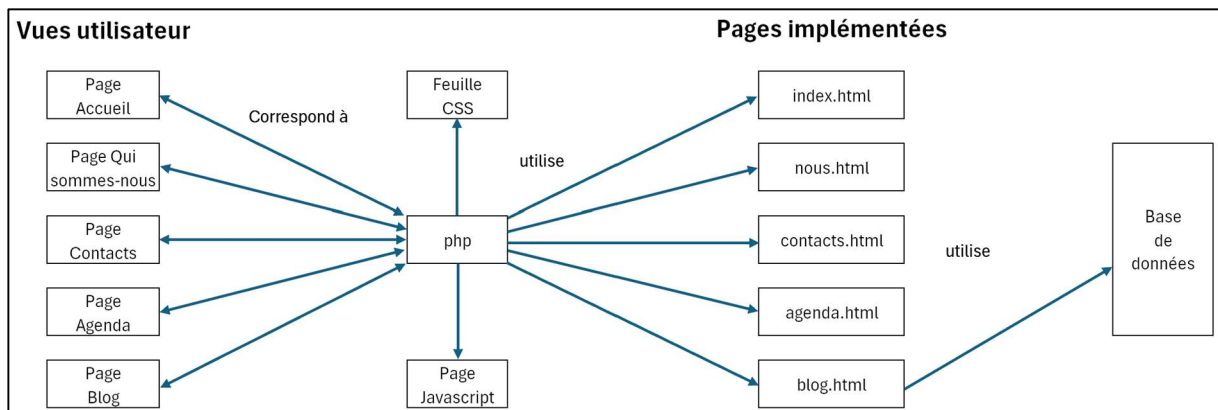 Vues utilisateur
Pages implémentées
Page
Accueil
Correspond à
Feuille
CSS
index.html
Page Qui
sommes-nous
utilise
nous.html
Page
Contacts
php
contacts.html
utilise
Base
de
données
Page
Agenda
agenda.html
Page
Blog
Page
Javascript
blog.html